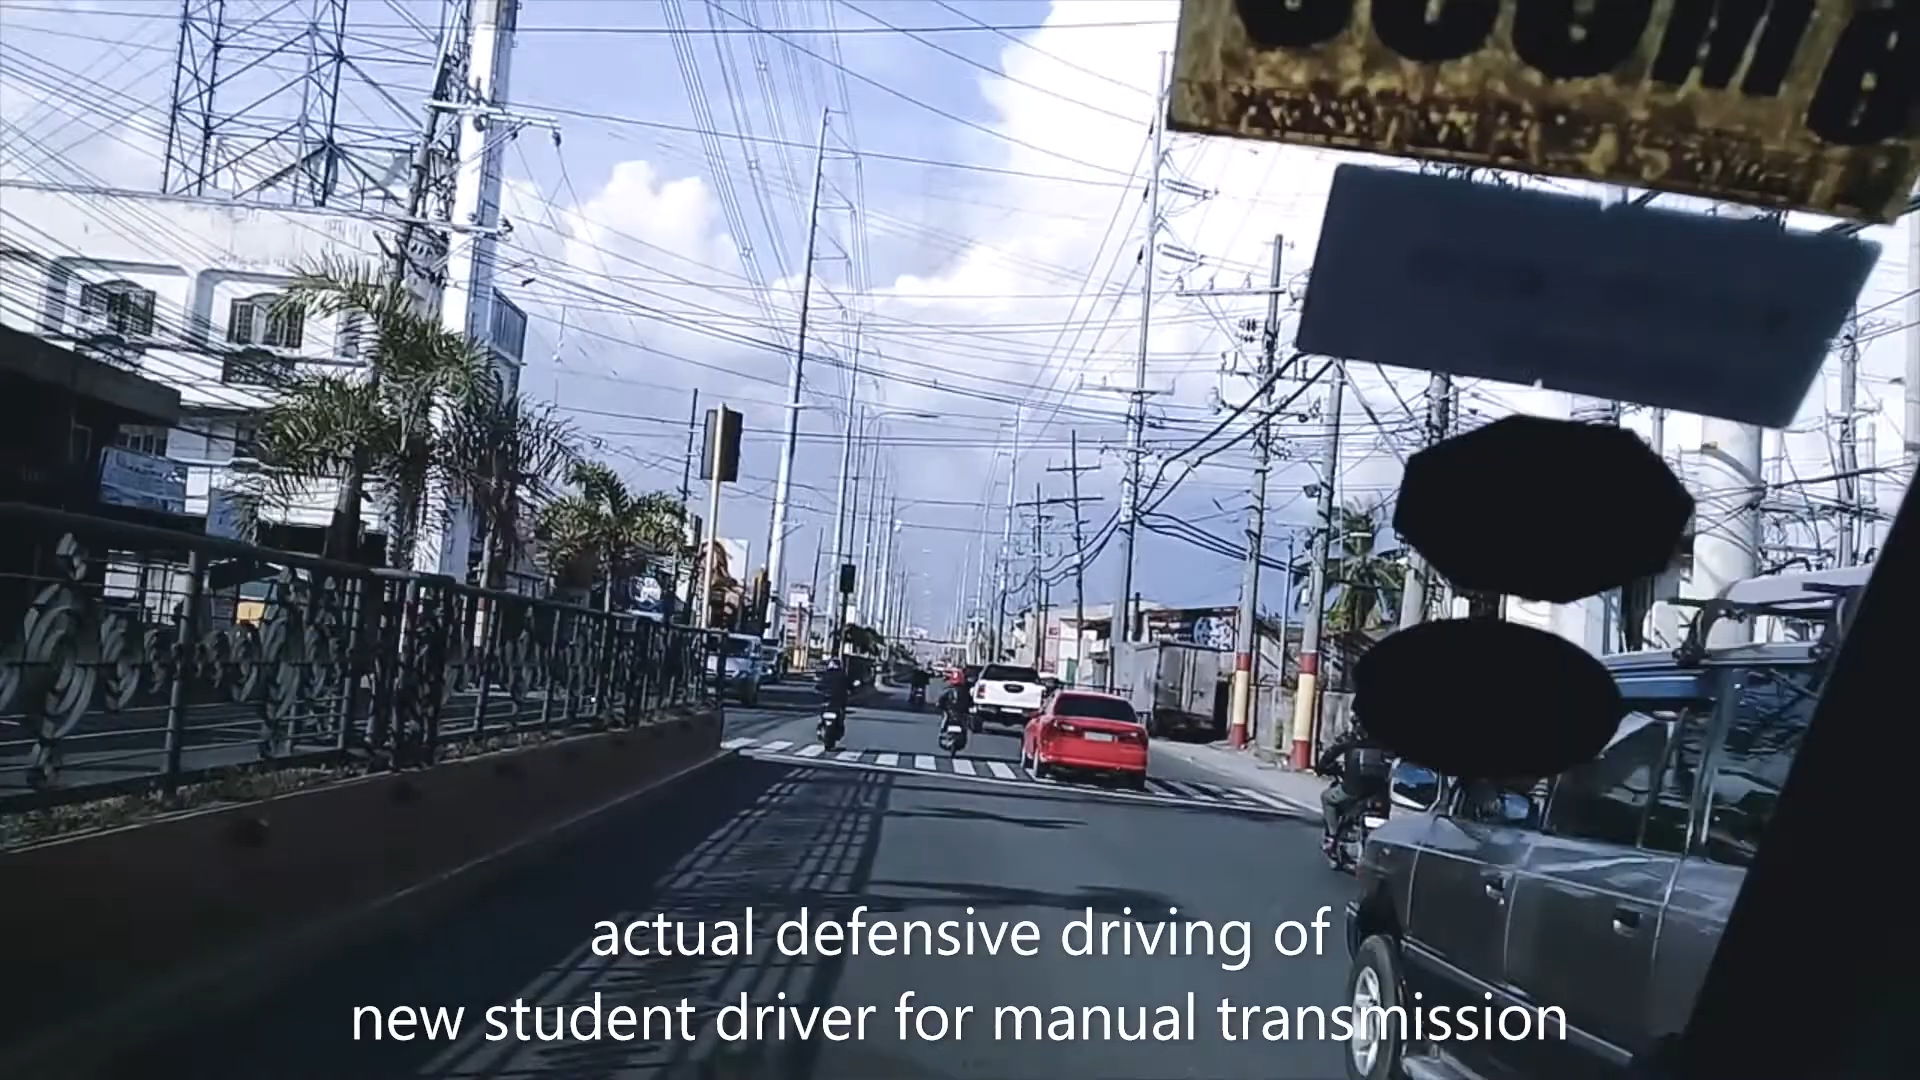 actual defensive driving of
new student driver for manual transmission